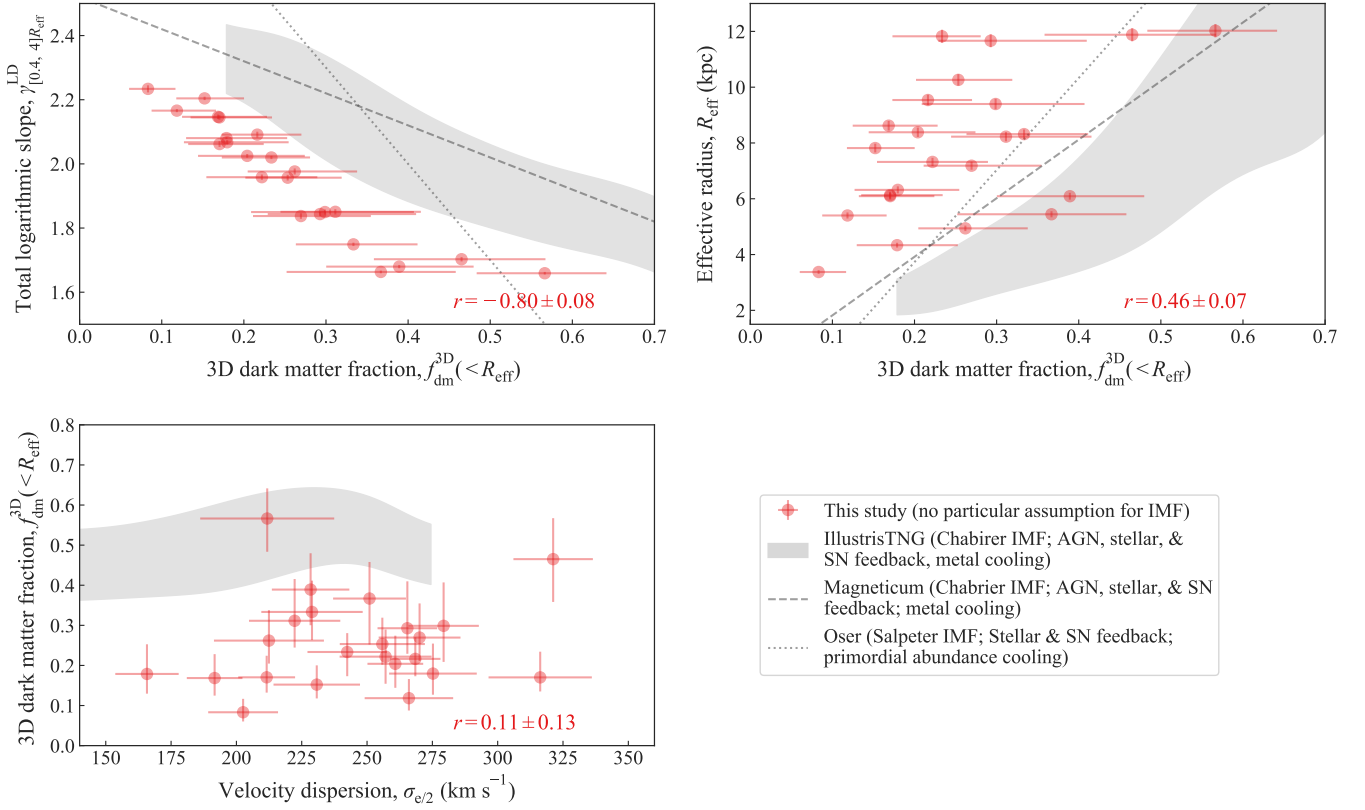 2.4
2.2
2.0
1.8
1.6
Total logarithmic slope, γ^LD_[0.4, 4]R_eff
r = −0.80 ± 0.08
0.0 0.1 0.2 0.3 0.4 0.5 0.6 0.7
3D dark matter fraction, f^3D_dm(< R_eff)
12
10
8
6
4
2
Effective radius, R_eff (kpc)
r = 0.46 ± 0.07
0.0 0.1 0.2 0.3 0.4 0.5 0.6 0.7
3D dark matter fraction, f^3D_dm(< R_eff)
0.8
0.7
0.6
0.5
0.4
0.3
0.2
0.1
0.0
3D dark matter fraction, f^3D_dm(< R_eff)
r = 0.11 ± 0.13
150 175 200 225 250 275 300 325 350
Velocity dispersion, σ_e/2 (km s^−1)
This study (no particular assumption for IMF)
IllustrisTNG (Chabirer IMF; AGN, stellar, &
SN feedback, metal cooling)
Magneticum (Chabrier IMF; AGN, stellar, & SN
feedback; metal cooling)
Oser (Salpeter IMF; Stellar & SN feedback;
primordial abundance cooling)